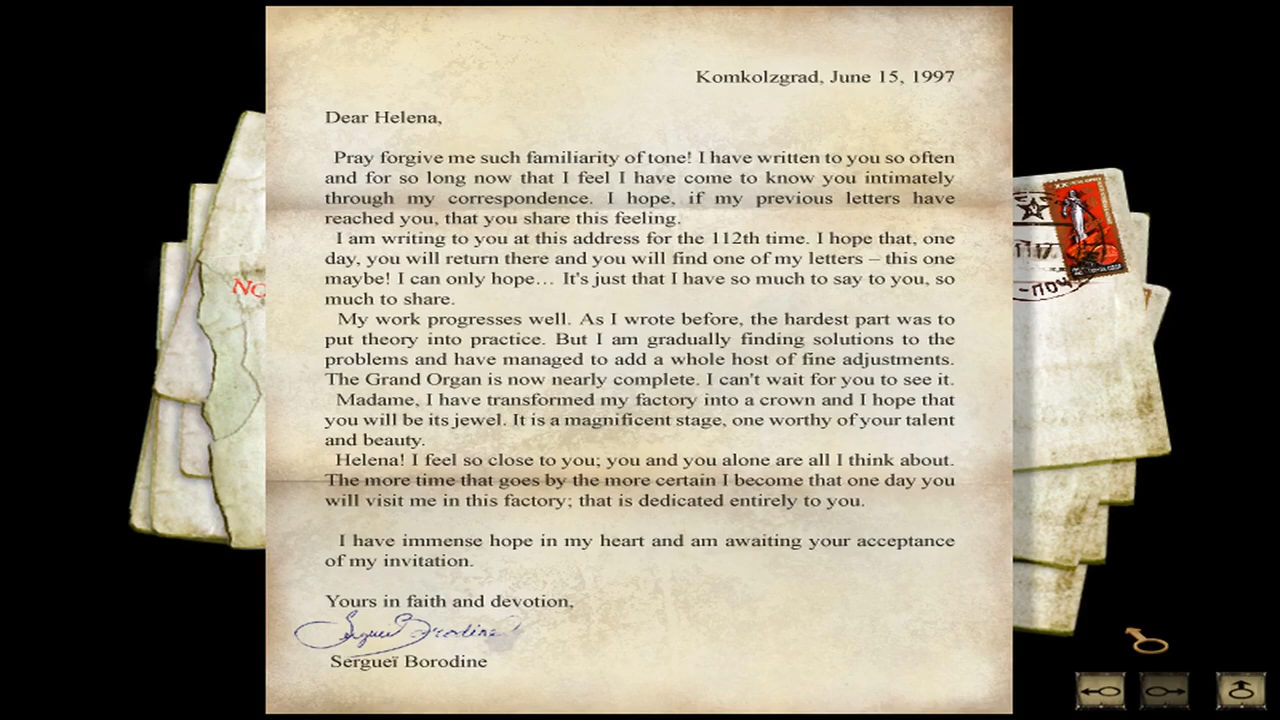 Komkolzgrad, June 15, 1997
Dear Helena,
Pray forgive me such familiarity of tone! I have written to you so often
and for so long now that I feel I have come to know you intimately
through my correspondence. I hope, if my previous letters have
reached you, that you share this feeling.
I am writing to you at this address for the 112th time. I hope that, one
day, you will return there and you will find one of my letters – this one
maybe! I can only hope… It's just that I have so much to say to you, so
much to share.
My work progresses well. As I wrote before, the hardest part was to
put theory into practice. But I am gradually finding solutions to the
problems and have managed to add a whole host of fine adjustments.
The Grand Organ is now nearly complete. I can't wait for you to see it.
Madame, I have transformed my factory into a crown and I hope that
you will be its jewel. It is a magnificent stage, one worthy of your talent
and beauty.
Helena! I feel so close to you; you and you alone are all I think about.
The more time that goes by the more certain I become that one day you
will visit me in this factory; that is dedicated entirely to you.
I have immense hope in my heart and am awaiting your acceptance
of my invitation.
Yours in faith and devotion,
Sergueï Borodine
Sergueï Borodine
NO
-ПОЧ